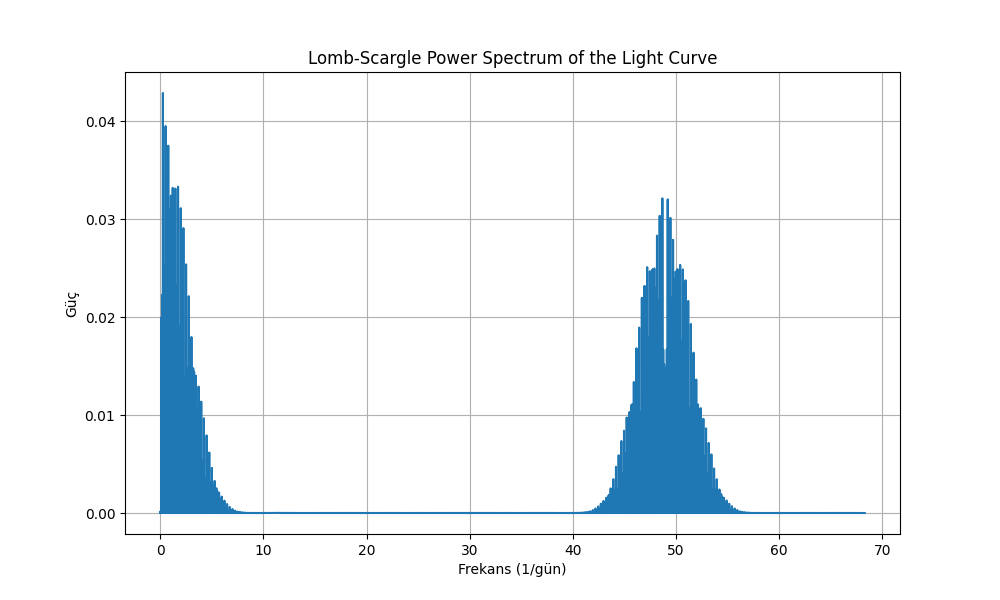 Lomb-Scargle Power Spectrum of the Light Curve
0.04
0.03
0.02
0.01
0.00
Güç
0 10 20 30 40 50 60 70
Frekans (1/gün)